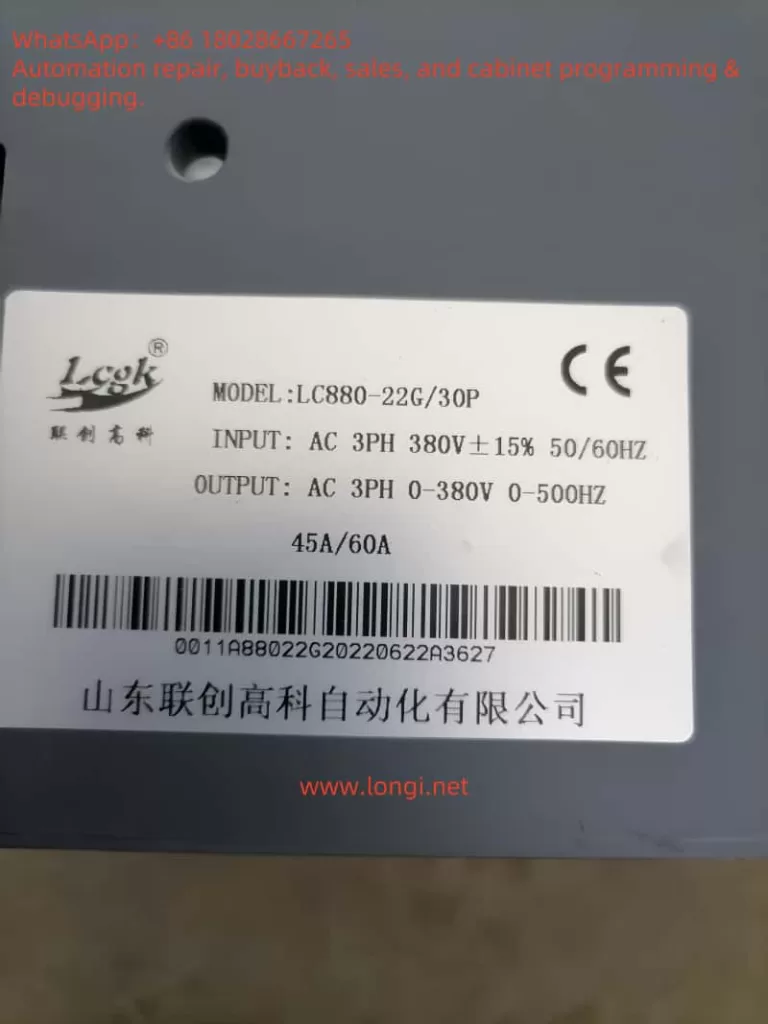 WhatsApp: +86 18028667265
Automation repair, buyback, sales, and cabinet programming &
debugging.
Lcgk®
联创高科
MODEL:LC880-22G/30P
CE
INPUT: AC 3PH 380V±15% 50/60HZ
OUTPUT: AC 3PH 0-380V 0-500HZ
45A/60A
0011A88022G20220622A3627
山东联创高科自动化有限公司
www.longi.net